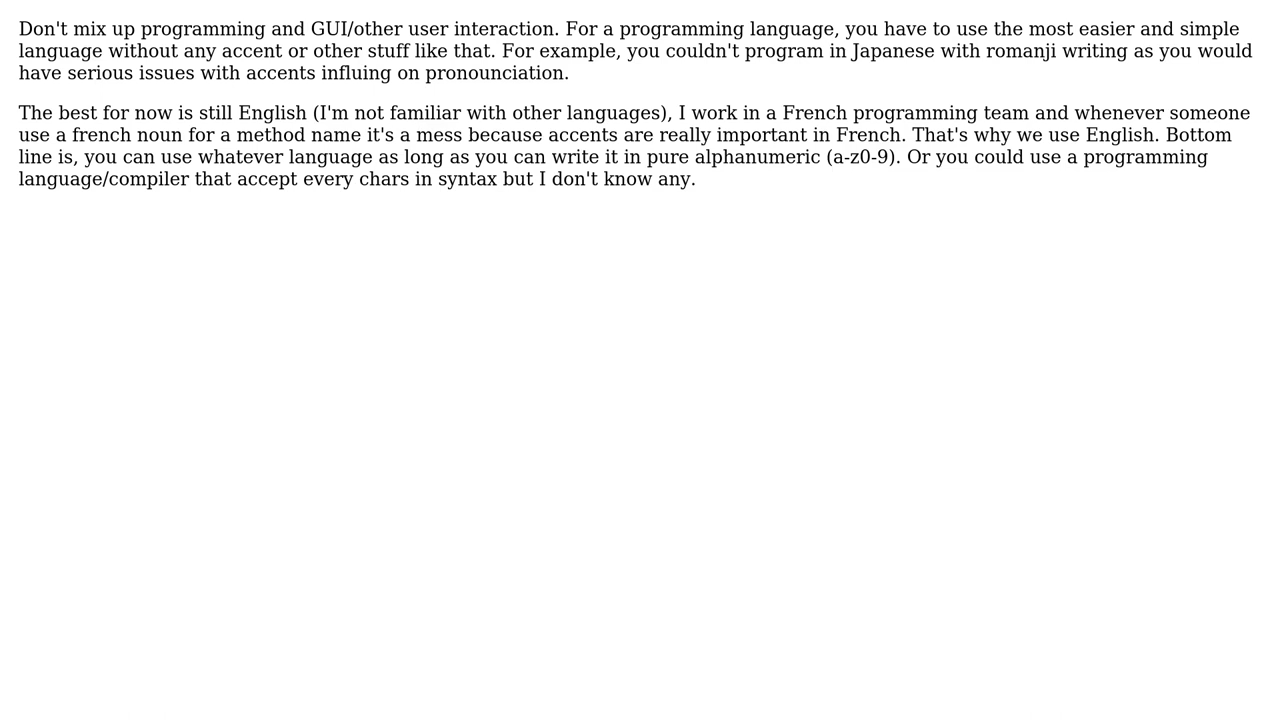 Don't mix up programming and GUI/other user interaction. For a programming language, you have to use the most easier and simple
language without any accent or other stuff like that. For example, you couldn't program in Japanese with romanji writing as you would
have serious issues with accents influing on pronounciation.
The best for now is still English (I'm not familiar with other languages), I work in a French programming team and whenever someone
use a french noun for a method name it's a mess because accents are really important in French. That's why we use English. Bottom
line is, you can use whatever language as long as you can write it in pure alphanumeric (a-z0-9). Or you could use a programming
language/compiler that accept every chars in syntax but I don't know any.